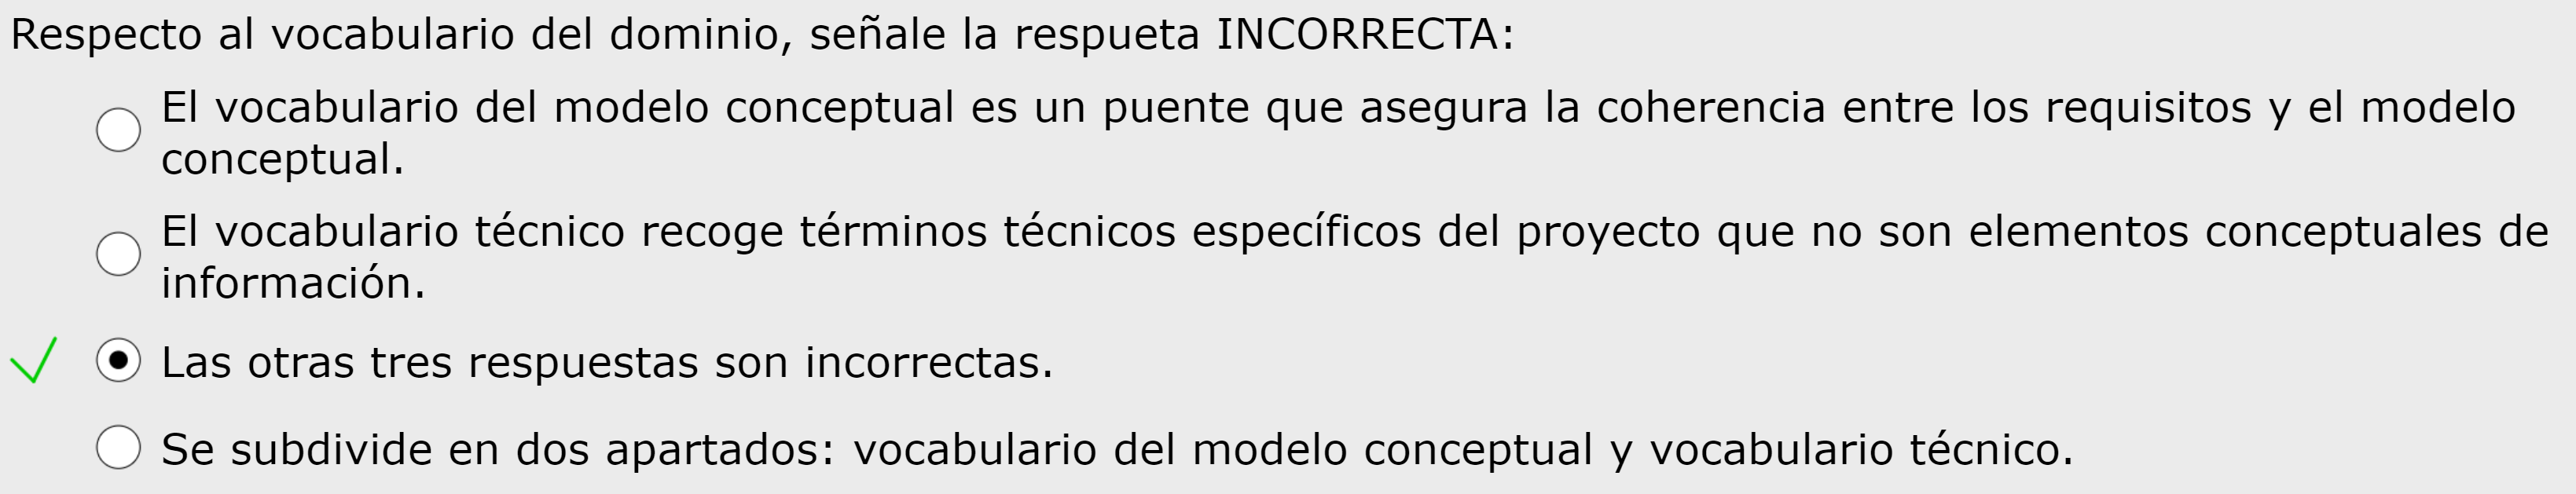 Respecto al vocabulario del dominio, señale la respueta INCORRECTA:
El vocabulario del modelo conceptual es un puente que asegura la coherencia entre los requisitos y el modelo
conceptual.
El vocabulario técnico recoge términos técnicos específicos del proyecto que no son elementos conceptuales de
información.
Las otras tres respuestas son incorrectas.
Se subdivide en dos apartados: vocabulario del modelo conceptual y vocabulario técnico.